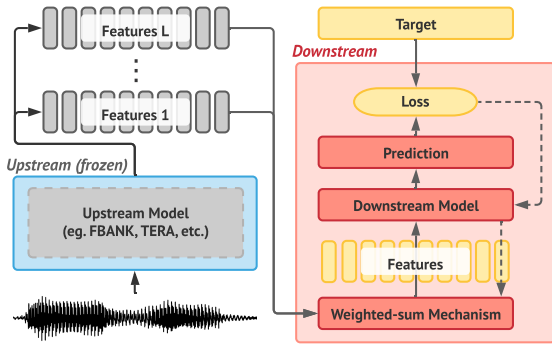 Features L
Features 1
Upstream (frozen)
Upstream Model
(eg. FBANK, TERA, etc.)
Target
Downstream
Loss
Prediction
Downstream Model
Features
Weighted-sum Mechanism